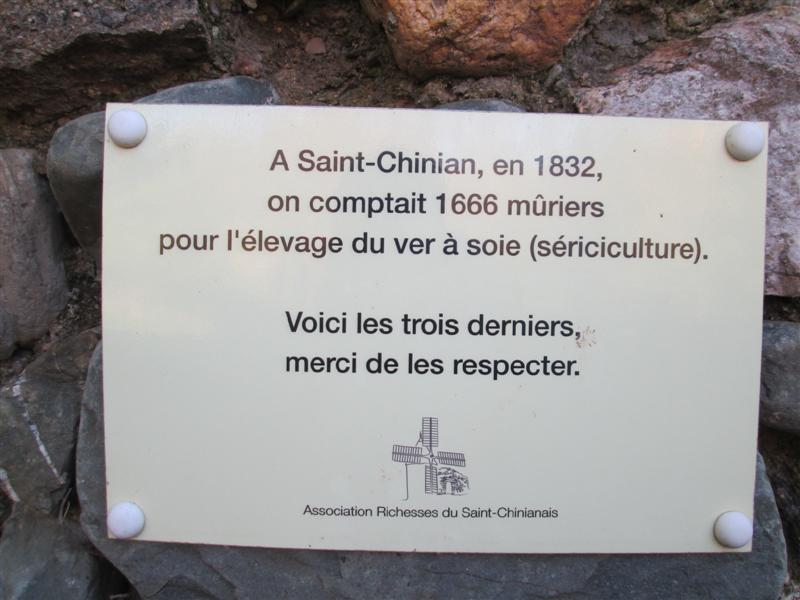 A Saint-Chinian, en 1832,
on comptait 1666 mûriers
pour l'élevage du ver à soie (sériciculture).
Voici les trois derniers,
merci de les respecter.
Association Richesses du Saint-Chinianais